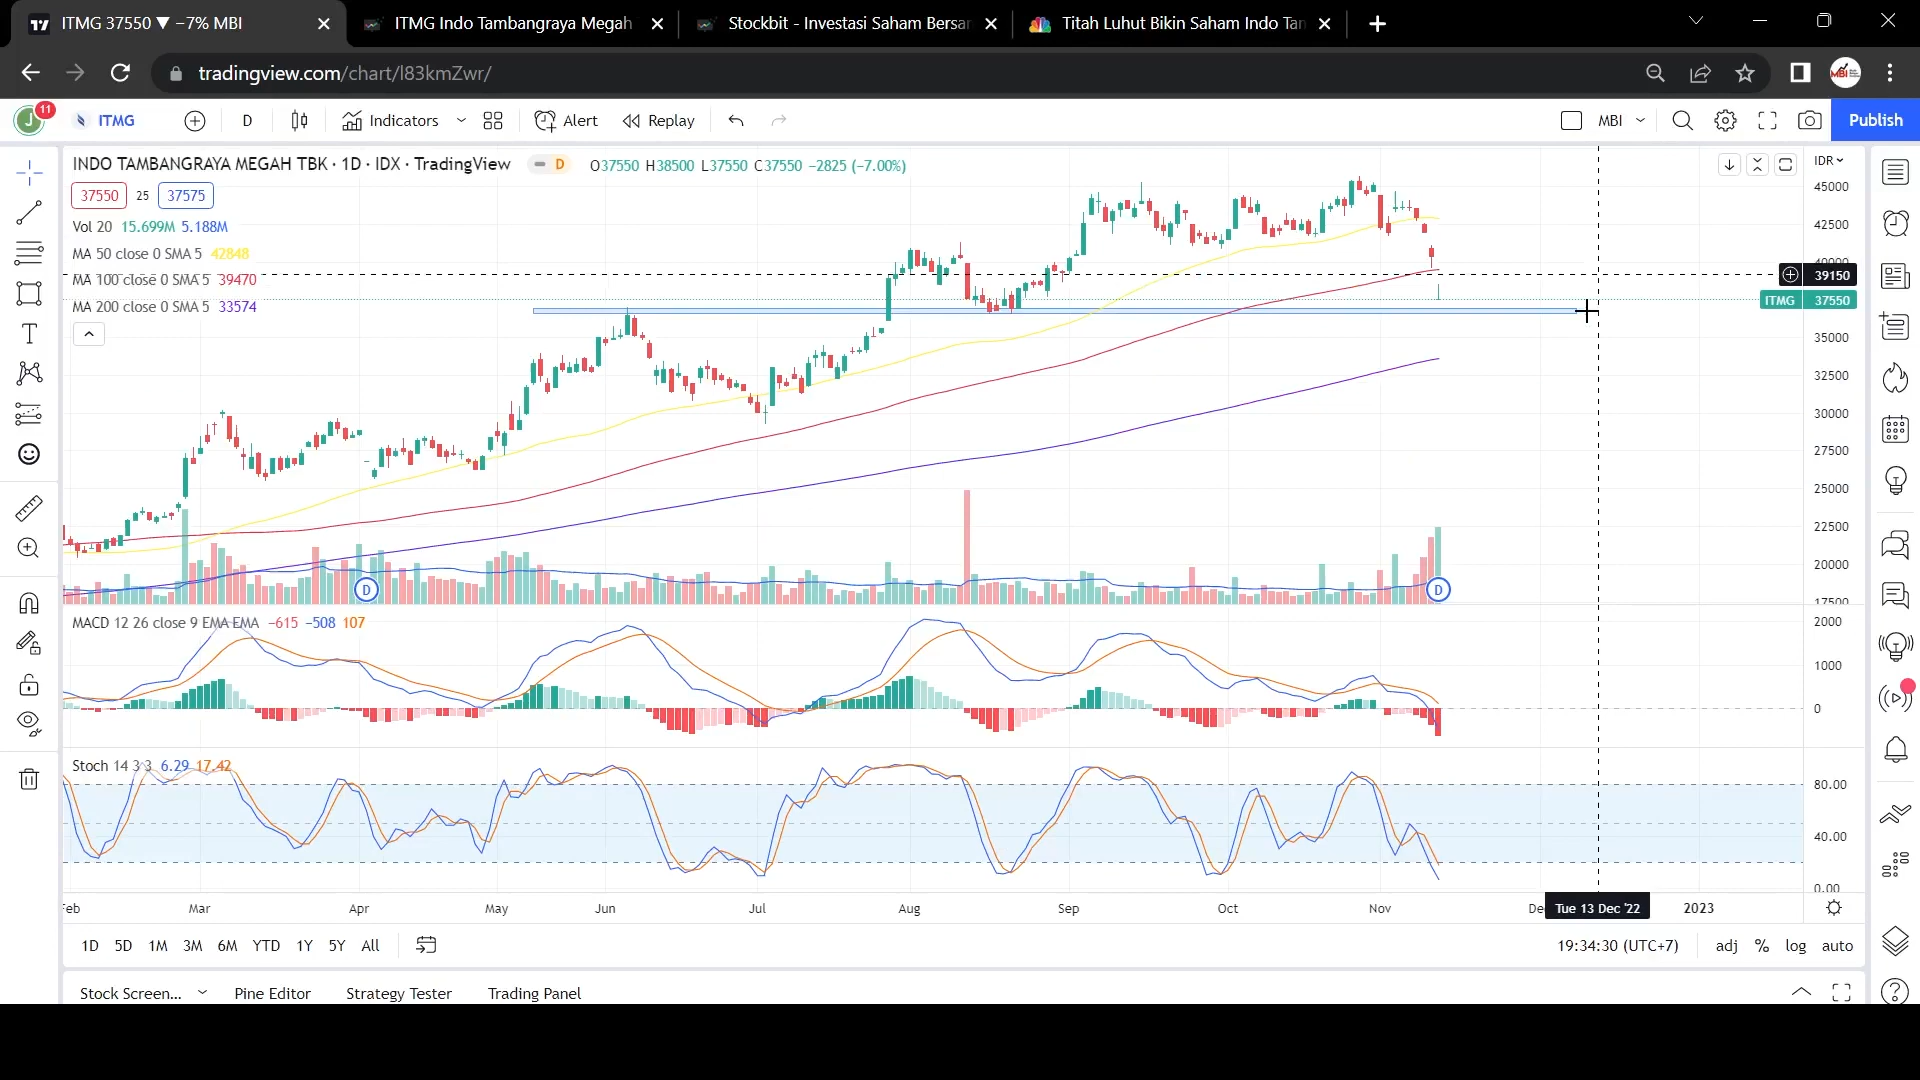 ITMG 37550 ▼ −7% MBI
ITMG Indo Tambangraya Megah
Stockbit - Investasi Saham Bersar
Titah Luhut Bikin Saham Indo Tan
tradingview.com/chart/l83kmZwr/
MBI
J
11
ITMG
D
Indicators
Alert
Replay
MBI
Publish
INDO TAMBANGRAYA MEGAH TBK · 1D · IDX · TradingView
D
O37550 H38500 L37550 C37550 −2825 (−7.00%)
IDR
37550
25
37575
Vol 20 15.699M 5.188M
MA 50 close 0 SMA 5 42848
MA 100 close 0 SMA 5 39470
MA 200 close 0 SMA 5 33574
45000
42500
40000
39150
ITMG 37550
35000
32500
30000
27500
25000
22500
20000
17500
D
D
MACD 12 26 close 9 EMA EMA −615 −508 107
2000
1000
0
Stoch 14 3 3 6.29 17.42
80.00
40.00
0.00
Feb
Mar
Apr
May
Jun
Jul
Aug
Sep
Oct
Nov
De
Tue 13 Dec '22
2023
1D 5D 1M 3M 6M YTD 1Y 5Y All
19:34:30 (UTC+7)
adj % log auto
Stock Screen...
Pine Editor
Strategy Tester
Trading Panel